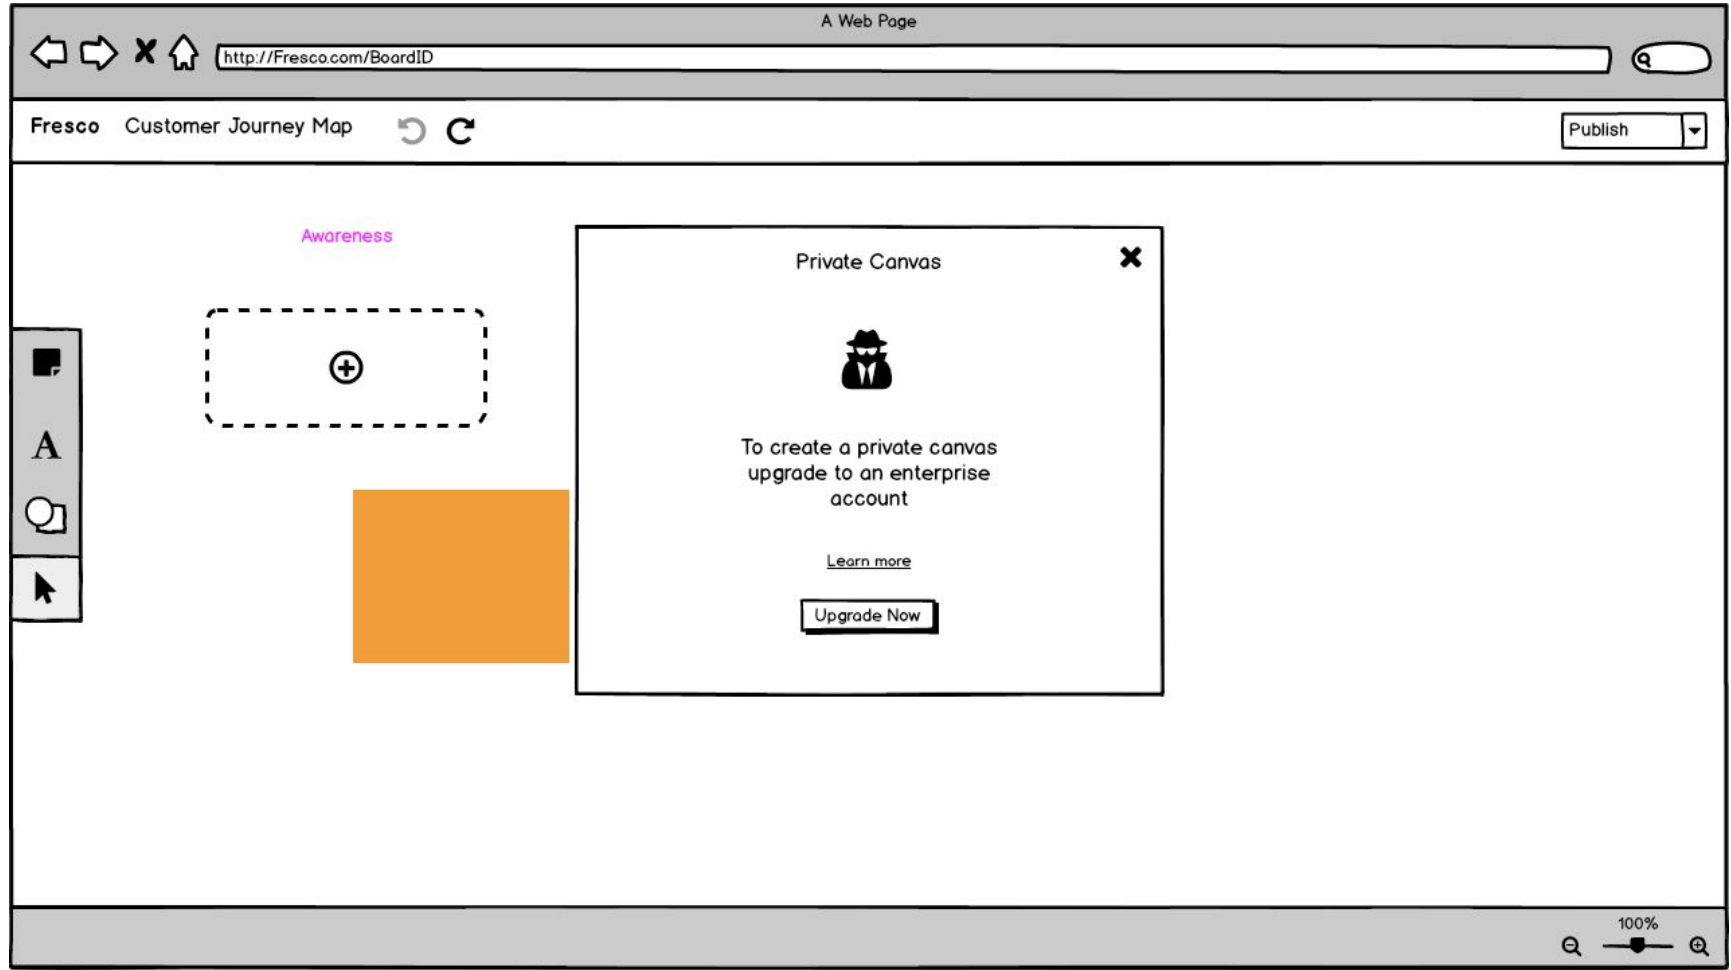 A Web Page
http://Fresco.com/BoardID
Fresco Customer Journey Map
Publish
Awareness
Private Canvas
A
To create a private canvas
upgrade to an enterprise
account
Learn more
Upgrade Now
100%